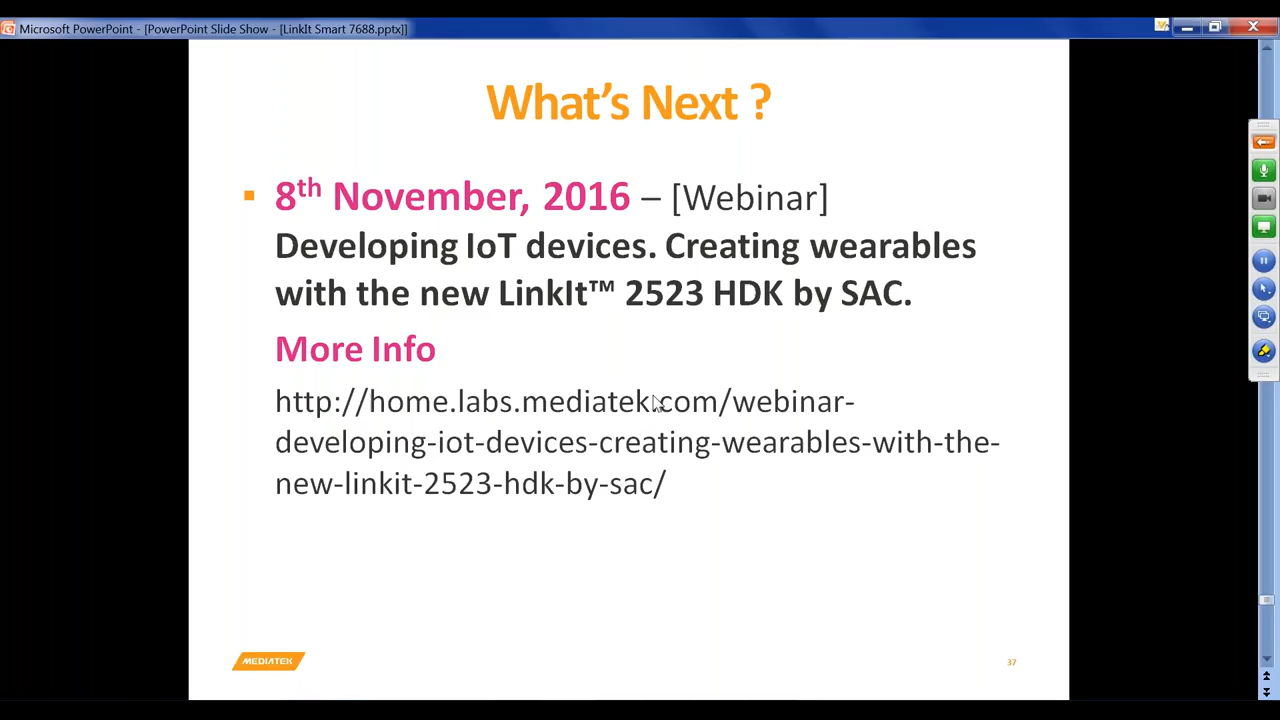 Microsoft PowerPoint - [PowerPoint Slide Show - [LinkIt Smart 7688.pptx]]
What's Next ?
▪ 8th November, 2016 – [Webinar]
Developing IoT devices. Creating wearables
with the new LinkIt™ 2523 HDK by SAC.
More Info
http://home.labs.mediatek.com/webinar-
developing-iot-devices-creating-wearables-with-the-
new-linkit-2523-hdk-by-sac/
MEDIATEK
37